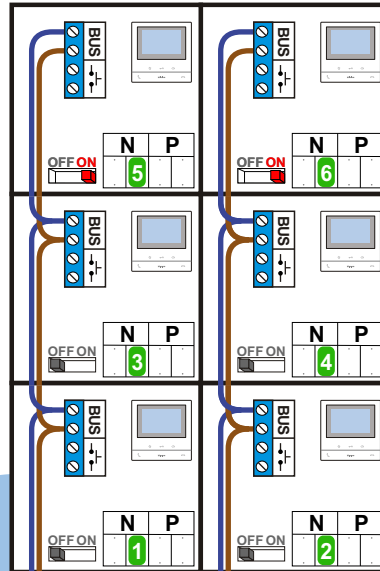 BUS BUS
N P N P
OFF ON 5 OFF ON 6
BUS BUS
N P N P
OFF ON 3 OFF ON 4
BUS BUS
N P N P
OFF ON 1 OFF ON 2